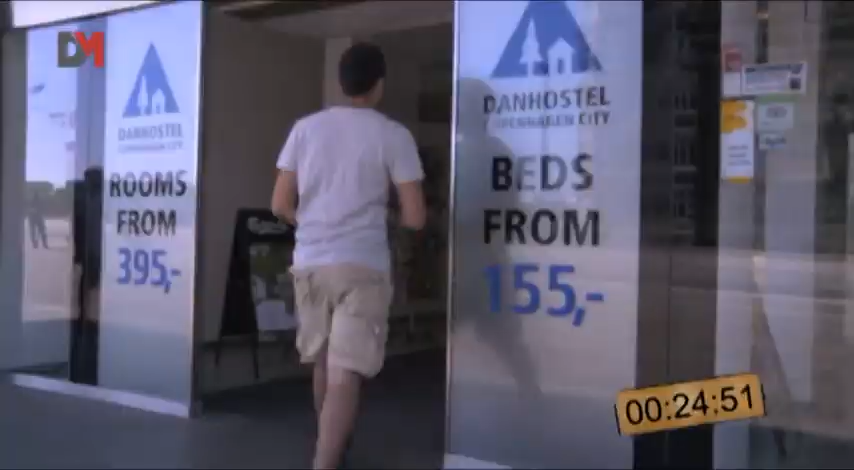 DM
DANHOSTEL
COPENHAGEN CITY
ROOMS
FROM
395,-
DANHOSTEL
COPENHAGEN CITY
BEDS
FROM
155,-
00:24:51